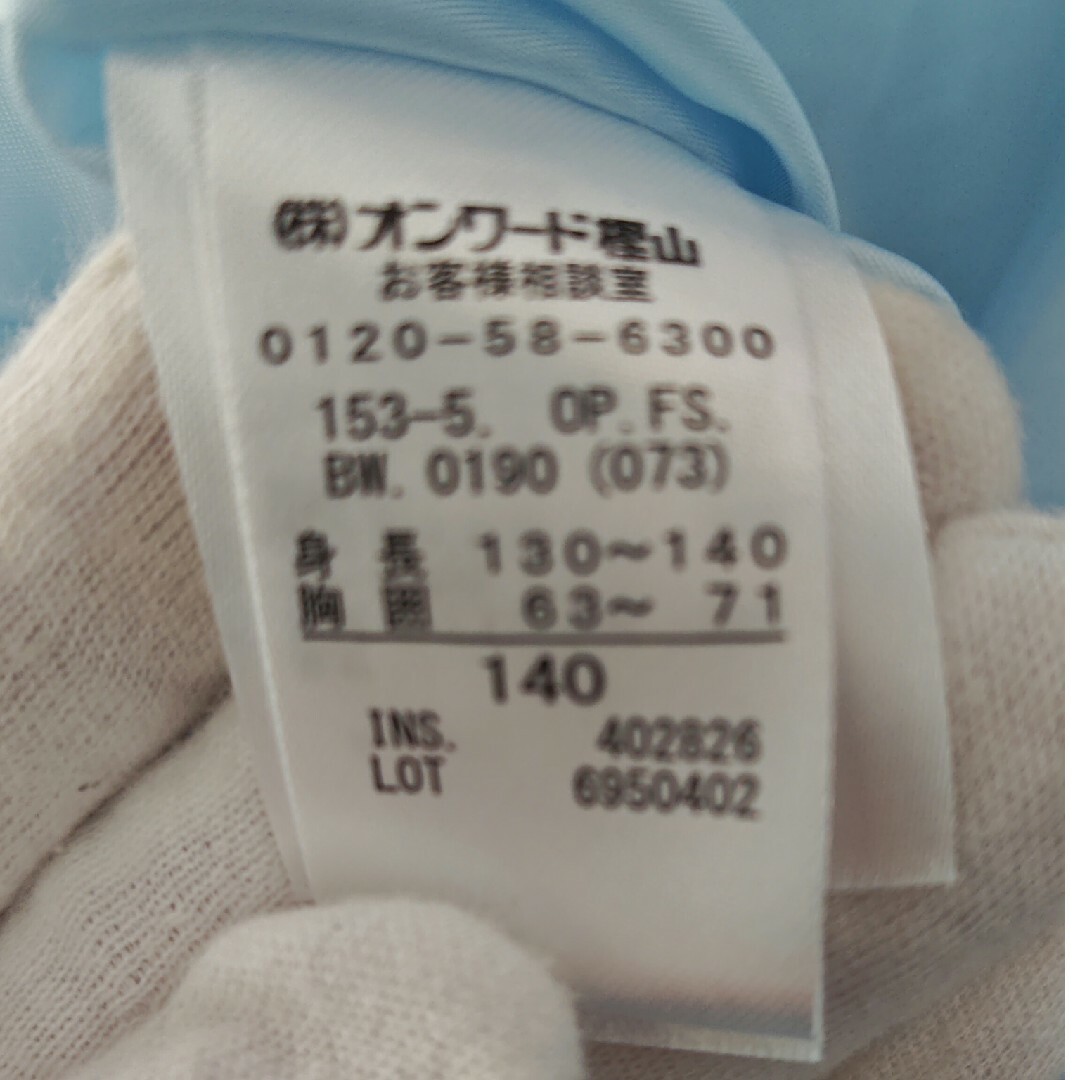 ㈱オンワード樫山
お客様相談室
0120-58-6300
153-5. OP.FS.
BW.0190(073)
身長 130〜140
胸囲 63〜 71
140
INS. 402826
LOT 6950402